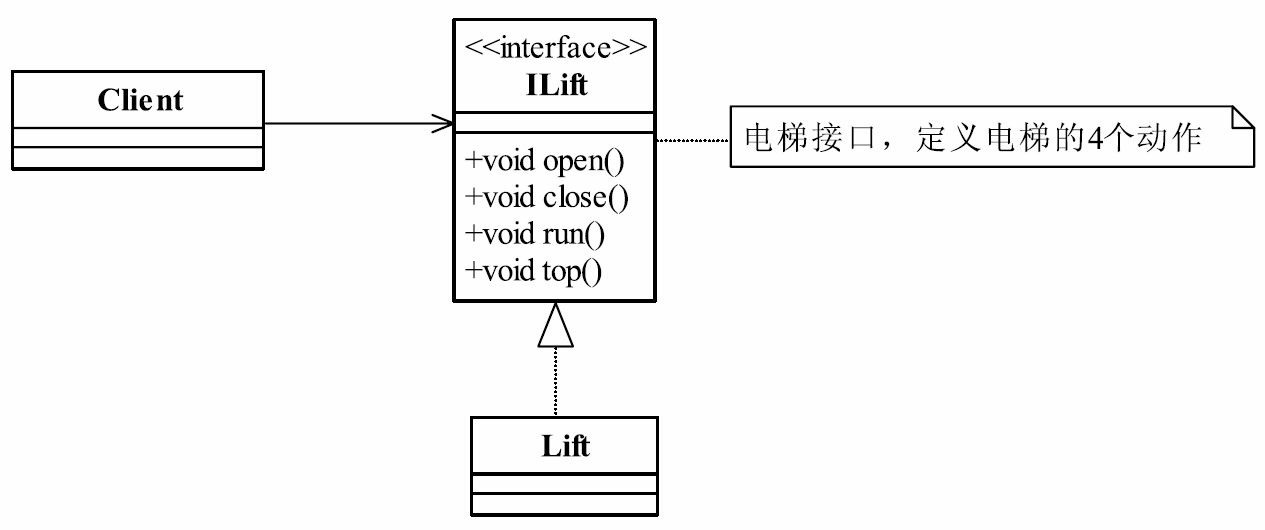 Client
<<interface>>
ILift
+void open()
+void close()
+void run()
+void top()
电梯接口，定义电梯的4个动作
Lift